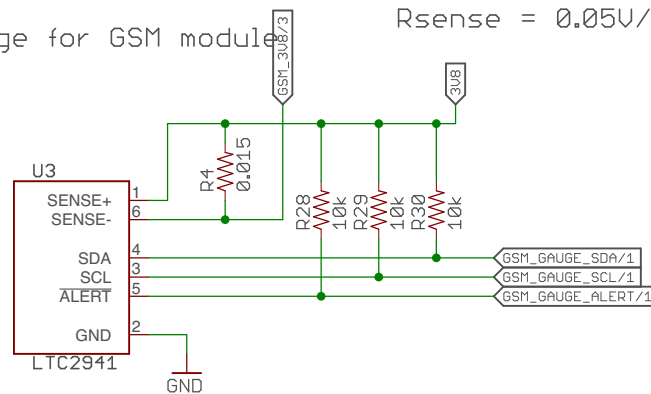 ge for GSM module
Rsense = 0.05V/
GSM_3V8/3
3V8
U3
R4
0.015
SENSE+
1
SENSE-
6
R28
10k
R29
10k
R30
10k
SDA
4
GSM_GAUGE_SDA/1
SCL
3
GSM_GAUGE_SCL/1
ALERT
5
GSM_GAUGE_ALERT/1
GND
2
LTC2941
GND